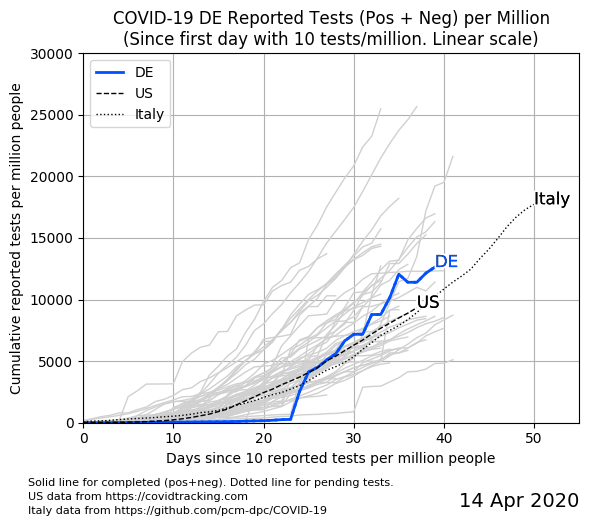 COVID-19 DE Reported Tests (Pos + Neg) per Million
(Since first day with 10 tests/million. Linear scale)
30000
25000
20000
15000
10000
5000
0
Cumulative reported tests per million people
DE
US
Italy
Italy
DE
US
0 10 20 30 40 50
Days since 10 reported tests per million people
Solid line for completed (pos+neg). Dotted line for pending tests.
US data from https://covidtracking.com
Italy data from https://github.com/pcm-dpc/COVID-19
14 Apr 2020